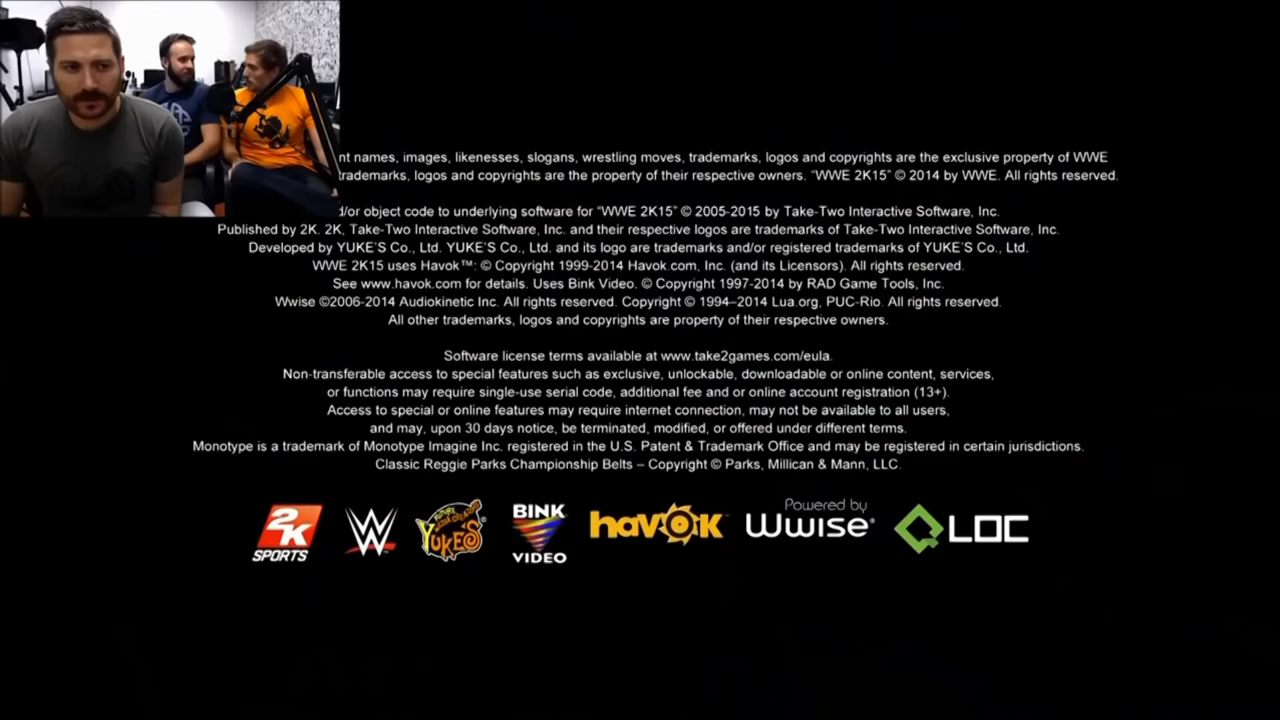 nt names, images, likenesses, slogans, wrestling moves, trademarks, logos and copyrights are the exclusive property of WWE
trademarks, logos and copyrights are the property of their respective owners. “WWE 2K15” © 2014 by WWE. All rights reserved.
d/or object code to underlying software for “WWE 2K15” © 2005-2015 by Take-Two Interactive Software, Inc.
Published by 2K. 2K, Take-Two Interactive Software, Inc. and their respective logos are trademarks of Take-Two Interactive Software, Inc.
Developed by YUKE’S Co., Ltd. YUKE’S Co., Ltd. and its logo are trademarks and/or registered trademarks of YUKE’S Co., Ltd.
WWE 2K15 uses Havok™: © Copyright 1999-2014 Havok.com, Inc. (and its Licensors). All rights reserved.
See www.havok.com for details. Uses Bink Video. © Copyright 1997-2014 by RAD Game Tools, Inc.
Wwise ©2006-2014 Audiokinetic Inc. All rights reserved. Copyright © 1994–2014 Lua.org, PUC-Rio. All rights reserved.
All other trademarks, logos and copyrights are property of their respective owners.
Software license terms available at www.take2games.com/eula.
Non-transferable access to special features such as exclusive, unlockable, downloadable or online content, services,
or functions may require single-use serial code, additional fee and or online account registration (13+).
Access to special or online features may require internet connection, may not be available to all users,
and may, upon 30 days notice, be terminated, modified, or offered under different terms.
Monotype is a trademark of Monotype Imagine Inc. registered in the U.S. Patent & Trademark Office and may be registered in certain jurisdictions.
Classic Reggie Parks Championship Belts – Copyright © Parks, Millican & Mann, LLC.
2K
SPORTS
W
FUTURE MEDIA CREATOR
YUKE'S
®
BINK
VIDEO
havoK™
Powered by
Wwise®
QLOC